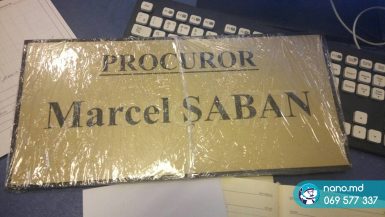 PROCUROR
Marcel SABAN
nano.md
069 577 337